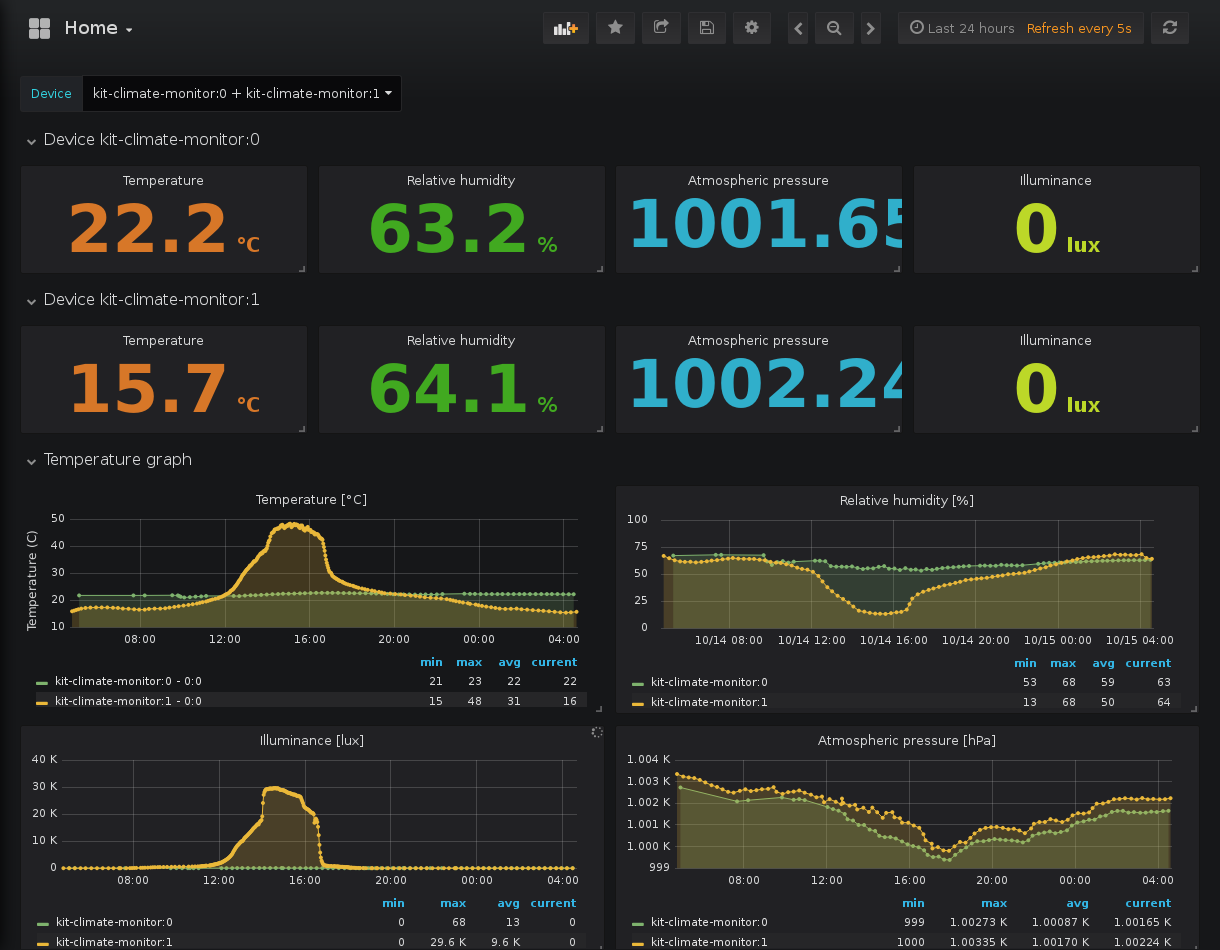 Home
Last 24 hours Refresh every 5s
Device kit-climate-monitor:0 + kit-climate-monitor:1
Device kit-climate-monitor:0
Temperature Relative humidity Atmospheric pressure Illuminance
22.2 °C 63.2 % 1001.65 0 lux
Device kit-climate-monitor:1
Temperature Relative humidity Atmospheric pressure Illuminance
15.7 °C 64.1 % 1002.24 0 lux
Temperature graph
Temperature [°C]
Temperature (C)
50
40
30
20
10
08:00 12:00 16:00 20:00 00:00 04:00
min max avg current
kit-climate-monitor:0 - 0:0 21 23 22 22
kit-climate-monitor:1 - 0:0 15 48 31 16
Relative humidity [%]
100
75
50
25
0
10/14 08:00 10/14 12:00 10/14 16:00 10/14 20:00 10/15 00:00 10/15 04:00
min max avg current
kit-climate-monitor:0 53 68 59 63
kit-climate-monitor:1 13 68 50 64
Illuminance [lux]
40 K
30 K
20 K
10 K
0
08:00 12:00 16:00 20:00 00:00 04:00
min max avg current
kit-climate-monitor:0 0 68 13 0
kit-climate-monitor:1 0 29.6 K 9.6 K 0
Atmospheric pressure [hPa]
1.004 K
1.003 K
1.002 K
1.001 K
1.000 K
999
08:00 12:00 16:00 20:00 00:00 04:00
min max avg current
kit-climate-monitor:0 999 1.00273 K 1.00087 K 1.00165 K
kit-climate-monitor:1 1000 1.00335 K 1.00170 K 1.00224 K